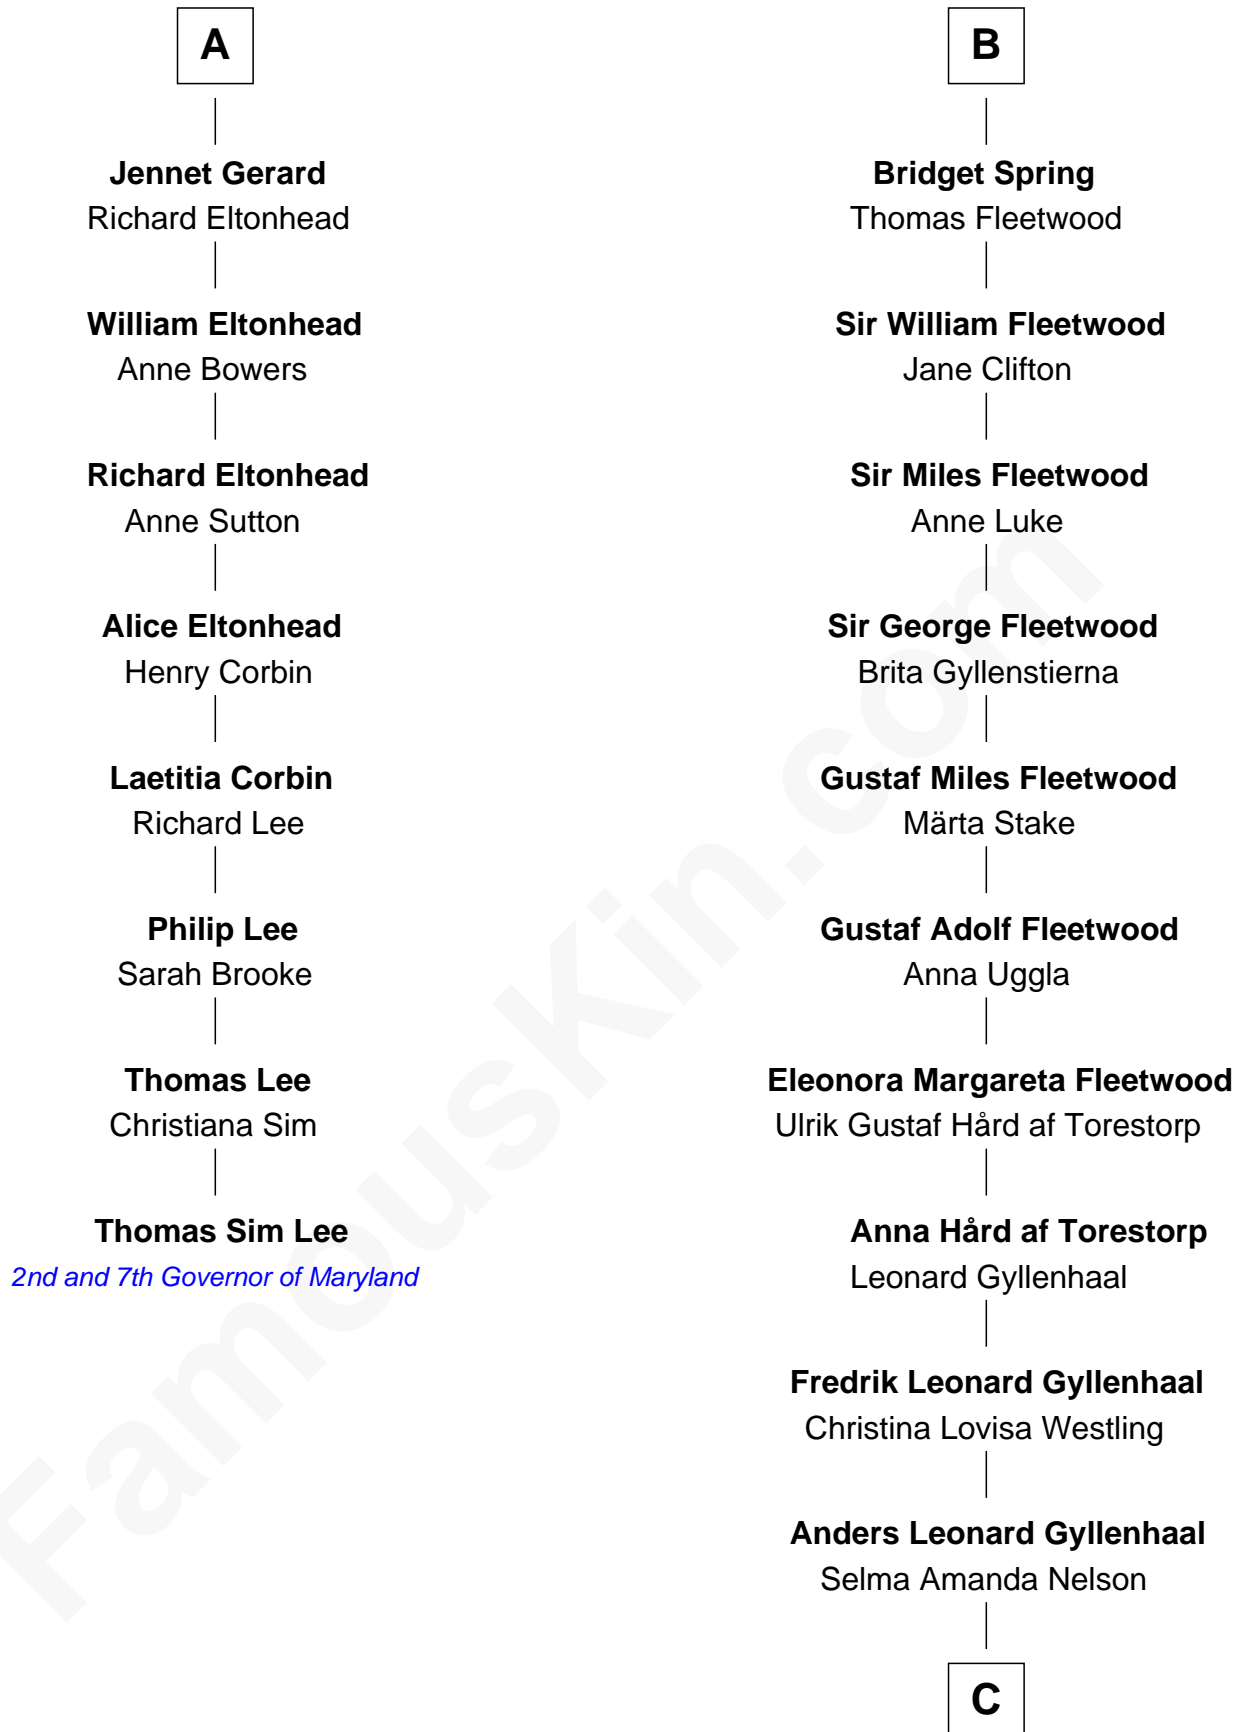 A
Jennet Gerard
Richard Eltonhead
William Eltonhead
Anne Bowers
Richard Eltonhead
Anne Sutton
Alice Eltonhead
Henry Corbin
Laetitia Corbin
Richard Lee
Philip Lee
Sarah Brooke
Thomas Lee
Christiana Sim
Thomas Sim Lee
2nd and 7th Governor of Maryland
B
Bridget Spring
Thomas Fleetwood
Sir William Fleetwood
Jane Clifton
Sir Miles Fleetwood
Anne Luke
Sir George Fleetwood
Brita Gyllenstierna
Gustaf Miles Fleetwood
Märta Stake
Gustaf Adolf Fleetwood
Anna Uggla
Eleonora Margareta Fleetwood
Ulrik Gustaf Hård af Torestorp
Anna Hård af Torestorp
Leonard Gyllenhaal
Fredrik Leonard Gyllenhaal
Christina Lovisa Westling
Anders Leonard Gyllenhaal
Selma Amanda Nelson
C
FamousKin.com